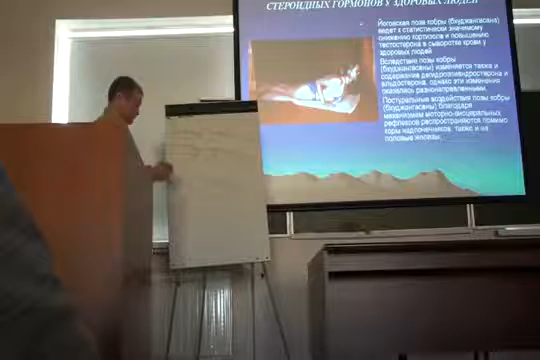 СТЕРОИДНЫХ ГОРМОНОВ У ЗДОРОВЫХ ЛЮДЕЙ
Йоговская поза кобры (бхуджангасана)
ведет к статистически значимому
снижению кортизола и повышению
тестостерона в сыворотке крови у
здоровых людей
Вследствие позы кобры
(бхуджангасаны) изменяется также и
содержание дегидроэпиандростерона и
альдостерона, однако эти изменения
оказались разнонаправленными.
Постуральные воздействия позы кобры
(бхуджангасаны) благодаря
механизмам моторно-висцеральных
рефлексов распространяются помимо
коры надпочечников, также и на
половые железы